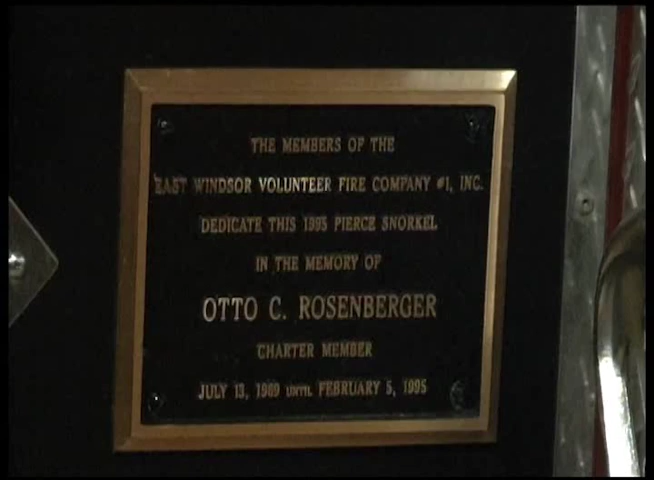 THE MEMBERS OF THE
EAST WINDSOR VOLUNTEER FIRE COMPANY #1, INC.
DEDICATE THIS 1995 PIERCE SNORKEL
IN THE MEMORY OF
OTTO C. ROSENBERGER
CHARTER MEMBER
JULY 13, 1969 UNTIL FEBRUARY 5, 1995